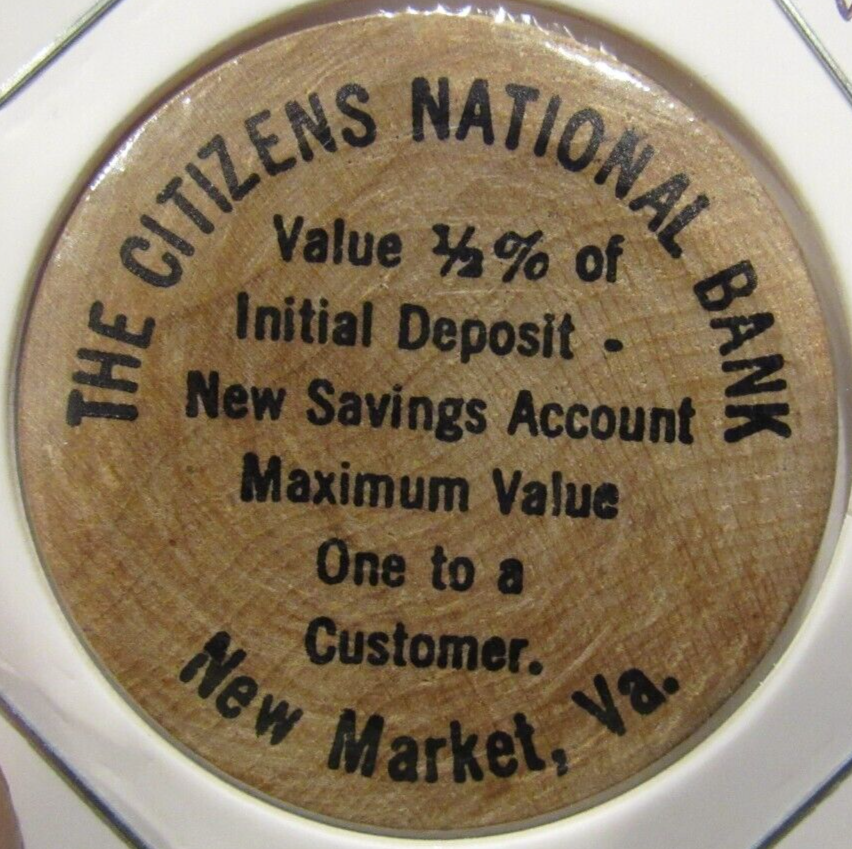 THE CITIZENS NATIONAL BANK
Value ½% of
Initial Deposit -
New Savings Account
Maximum Value
One to a
Customer.
New Market, Va.